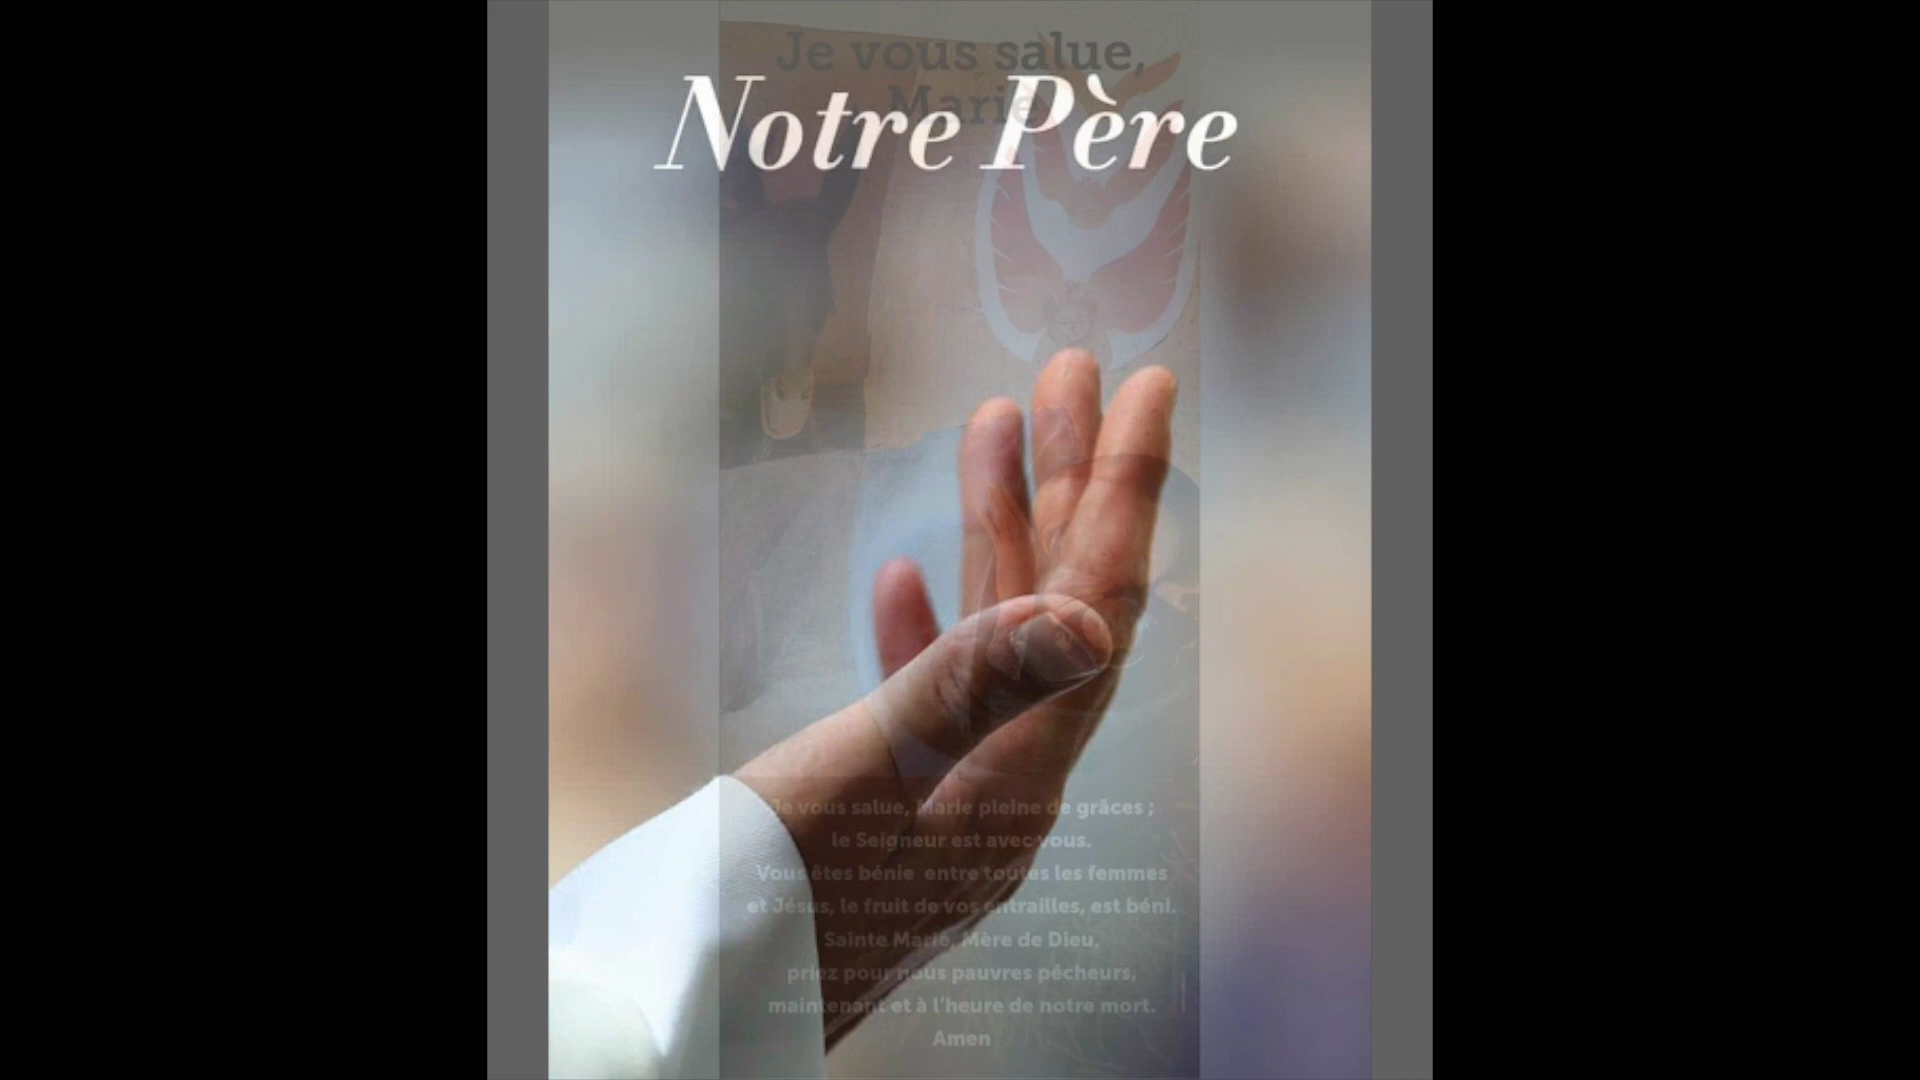 Je vous salue,
Marie
Notre Père
Je vous salue, Marie pleine de grâces ;
le Seigneur est avec vous.
Vous êtes bénie entre toutes les femmes
et Jésus, le fruit de vos entrailles, est béni.
Sainte Marie, Mère de Dieu,
priez pour nous pauvres pêcheurs,
maintenant et à l'heure de notre mort.
Amen